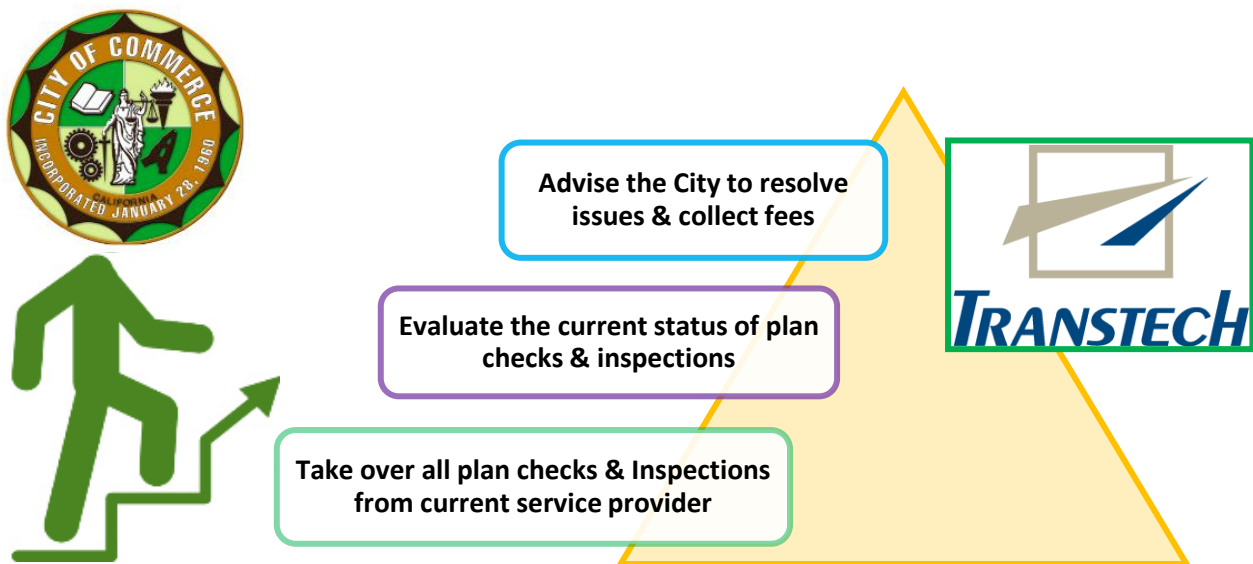 CITY OF COMMERCE
INCORPORATED JANUARY 28, 1960
CALIFORNIA
Advise the City to resolve
issues & collect fees
TRANSTECH
Evaluate the current status of plan
checks & inspections
Take over all plan checks & Inspections
from current service provider